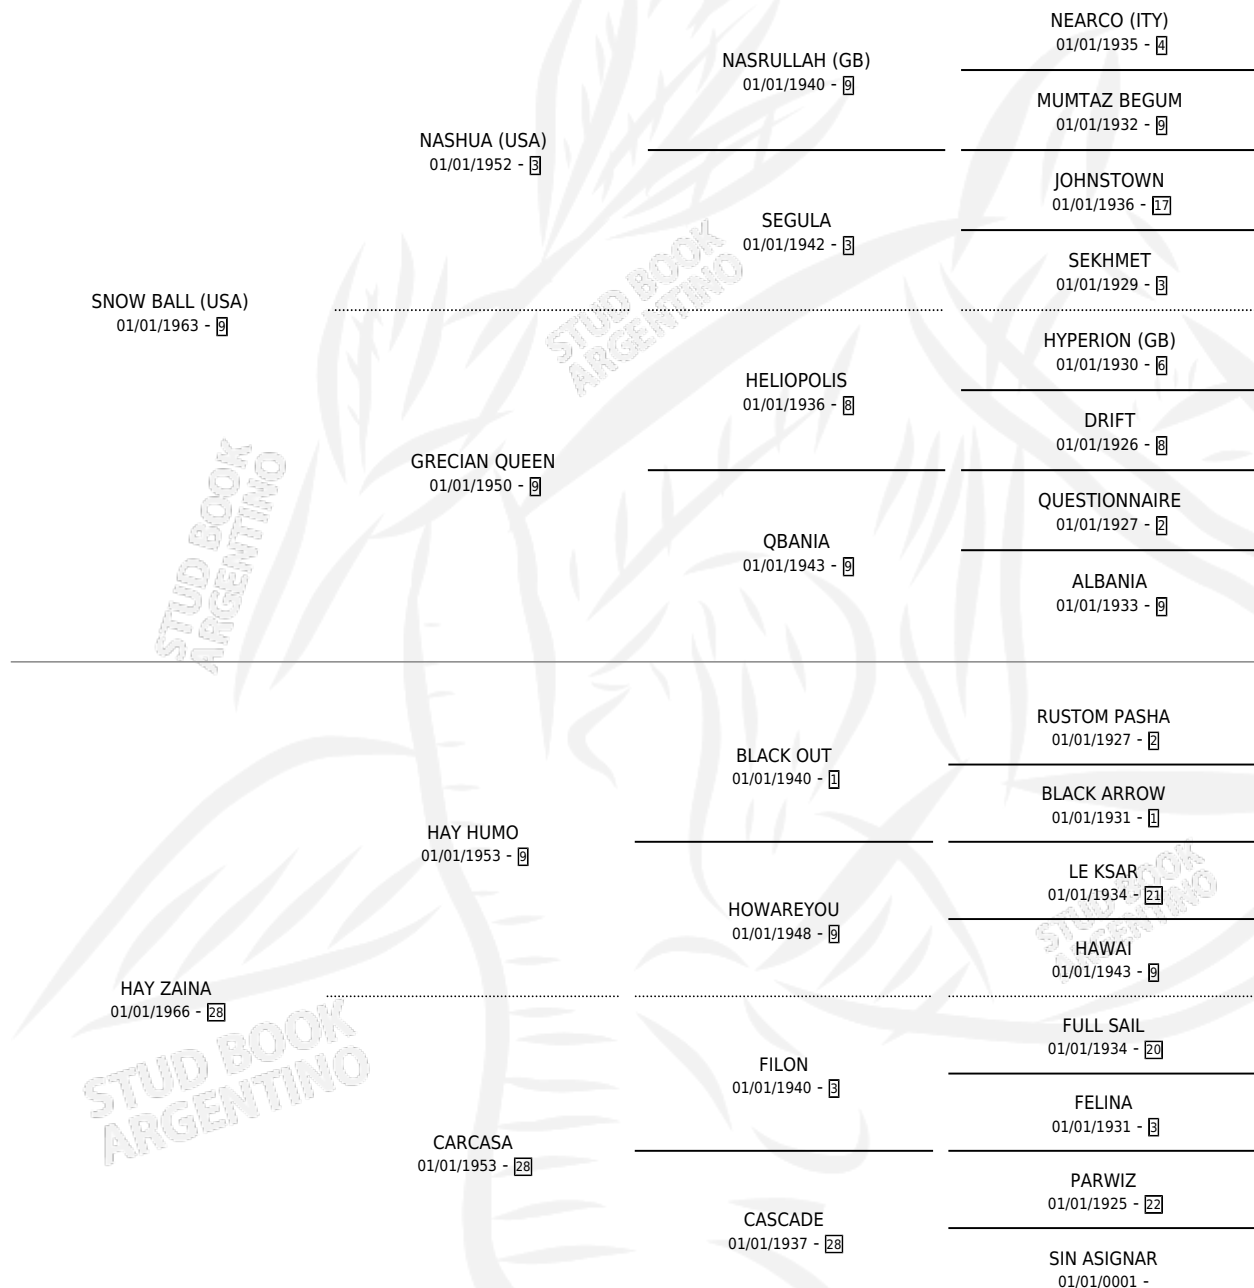 NEARCO (ITY)
01/01/1935 - 4
NASRULLAH (GB)
01/01/1940 - 9
MUMTAZ BEGUM
01/01/1932 - 9
NASHUA (USA)
01/01/1952 - 3
JOHNSTOWN
01/01/1936 - 17
SEGULA
01/01/1942 - 3
SEKHMET
01/01/1929 - 3
SNOW BALL (USA)
01/01/1963 - 9
HYPERION (GB)
01/01/1930 - 6
HELIOPOLIS
01/01/1936 - 8
DRIFT
01/01/1926 - 8
GRECIAN QUEEN
01/01/1950 - 9
QUESTIONNAIRE
01/01/1927 - 2
QBANIA
01/01/1943 - 9
ALBANIA
01/01/1933 - 9
RUSTOM PASHA
01/01/1927 - 2
BLACK OUT
01/01/1940 - 1
BLACK ARROW
01/01/1931 - 1
HAY HUMO
01/01/1953 - 9
LE KSAR
01/01/1934 - 21
HOWAREYOU
01/01/1948 - 9
HAWAI
01/01/1943 - 9
HAY ZAINA
01/01/1966 - 28
FULL SAIL
01/01/1934 - 20
FILON
01/01/1940 - 3
FELINA
01/01/1931 - 3
CARCASA
01/01/1953 - 28
PARWIZ
01/01/1925 - 22
CASCADE
01/01/1937 - 28
SIN ASIGNAR
01/01/0001 -
STUD BOOK
ARGENTINO
STUD BOOK
ARGENTINO
STUD BOOK
ARGENTINO
STUD BOOK
ARGENTINO